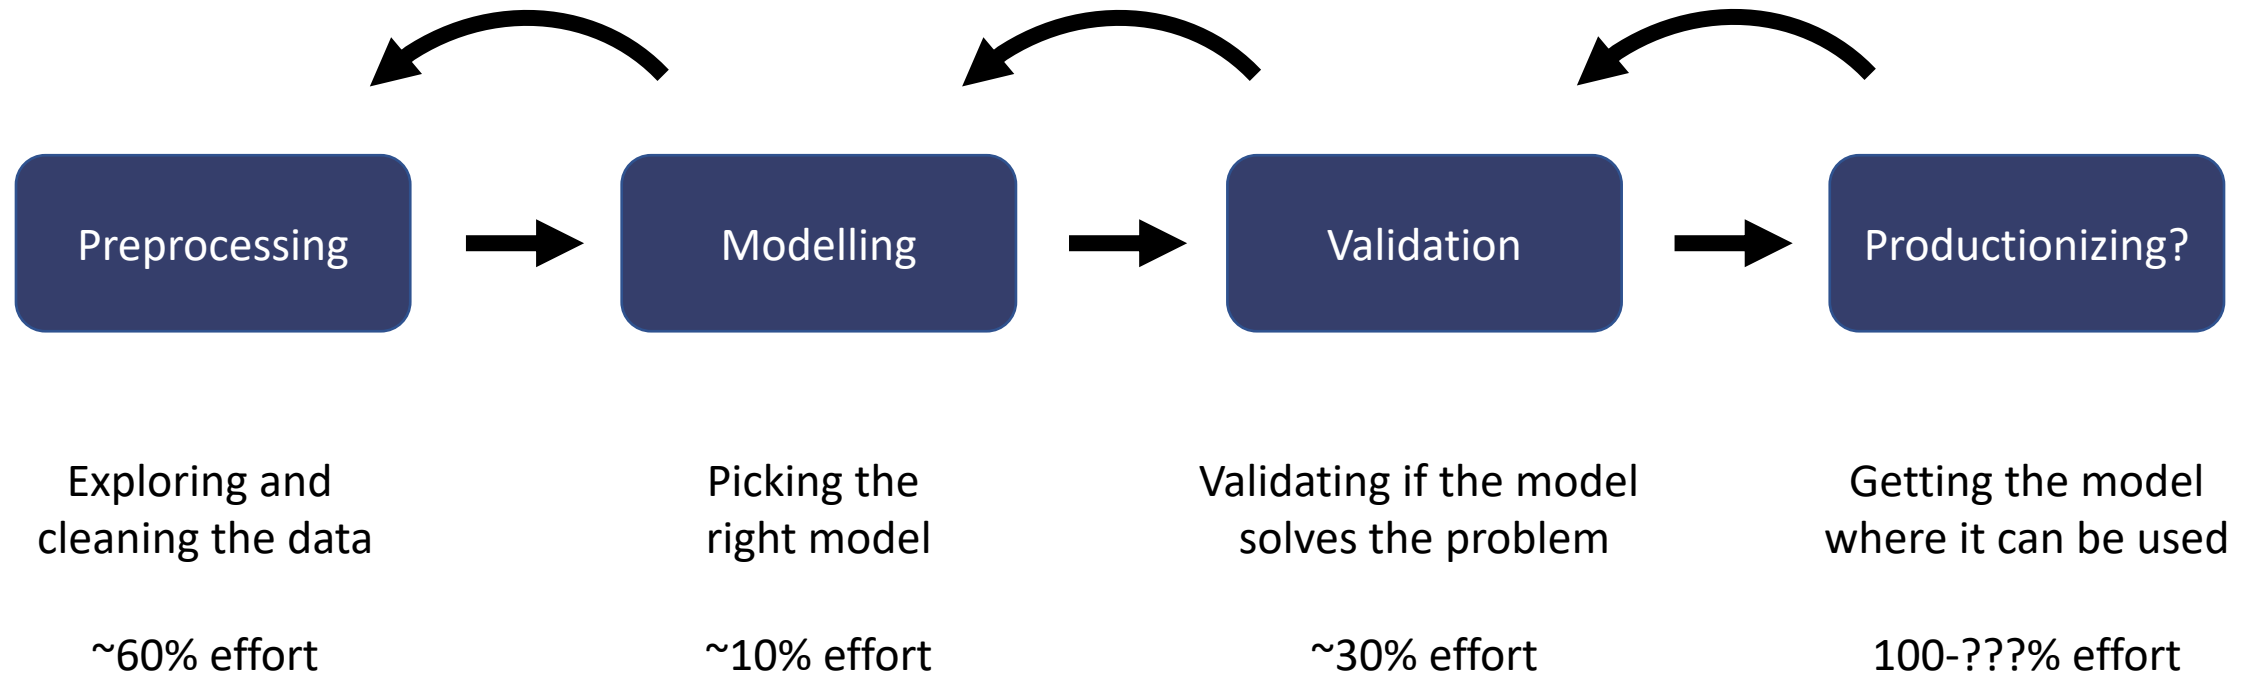 Preprocessing
Modelling
Validation
Productionizing?
Exploring and
cleaning the data
Picking the
right model
Validating if the model
solves the problem
Getting the model
where it can be used
~60% effort
~10% effort
~30% effort
100-???% effort